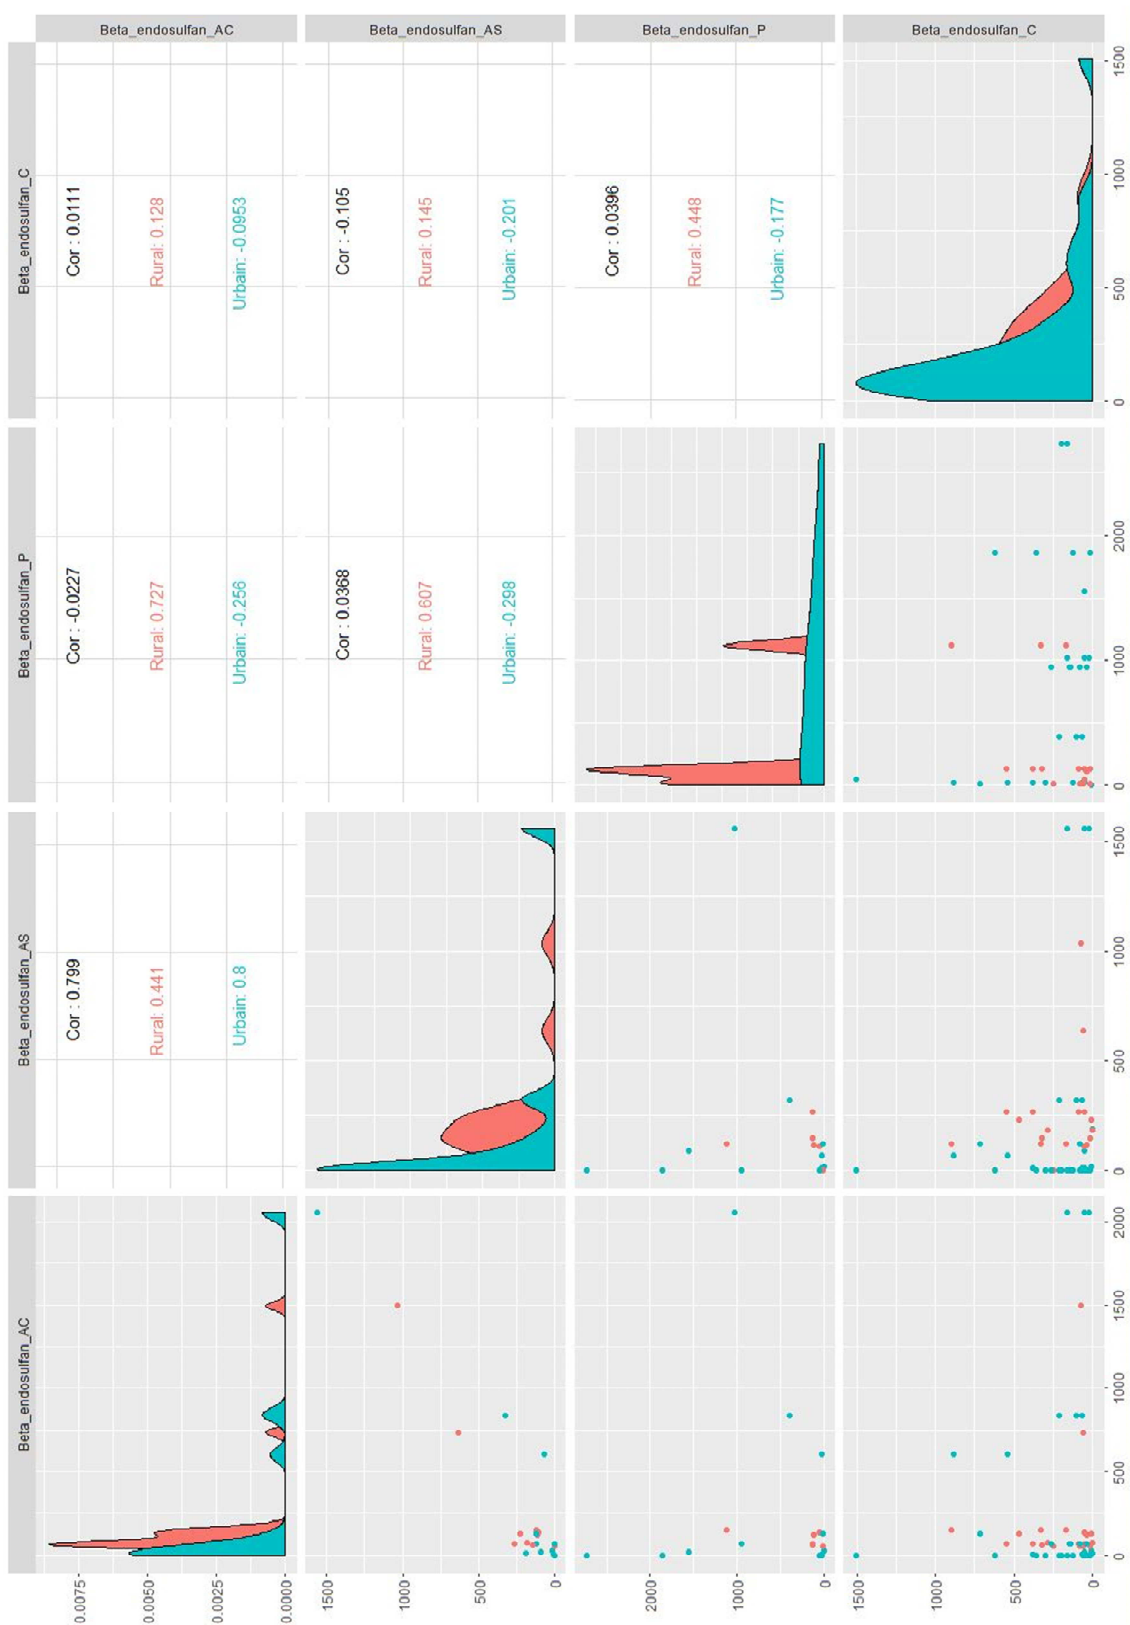 Beta_endosulfan_AC
Beta_endosulfan_AS
Beta_endosulfan_P
Beta_endosulfan_C
Beta_endosulfan_AC
0.0075
0.0050
0.0025
0.0000
Cor : 0.799
Rural: 0.441
Urbain: 0.8
Cor : -0.0227
Rural: 0.727
Urbain: -0.256
Cor : 0.0111
Rural: 0.128
Urbain: -0.0953
Beta_endosulfan_AS
1500
1000
500
0
Cor : 0.0368
Rural: 0.607
Urbain: -0.298
Cor : -0.105
Rural: 0.145
Urbain: -0.201
Beta_endosulfan_P
2000
1000
0
Cor : 0.0396
Rural: 0.448
Urbain: -0.177
Beta_endosulfan_C
1500
1000
500
0
0 500 1000 1500 2000
0 500 1000 1500
0 1000 2000
0 500 1000 1500